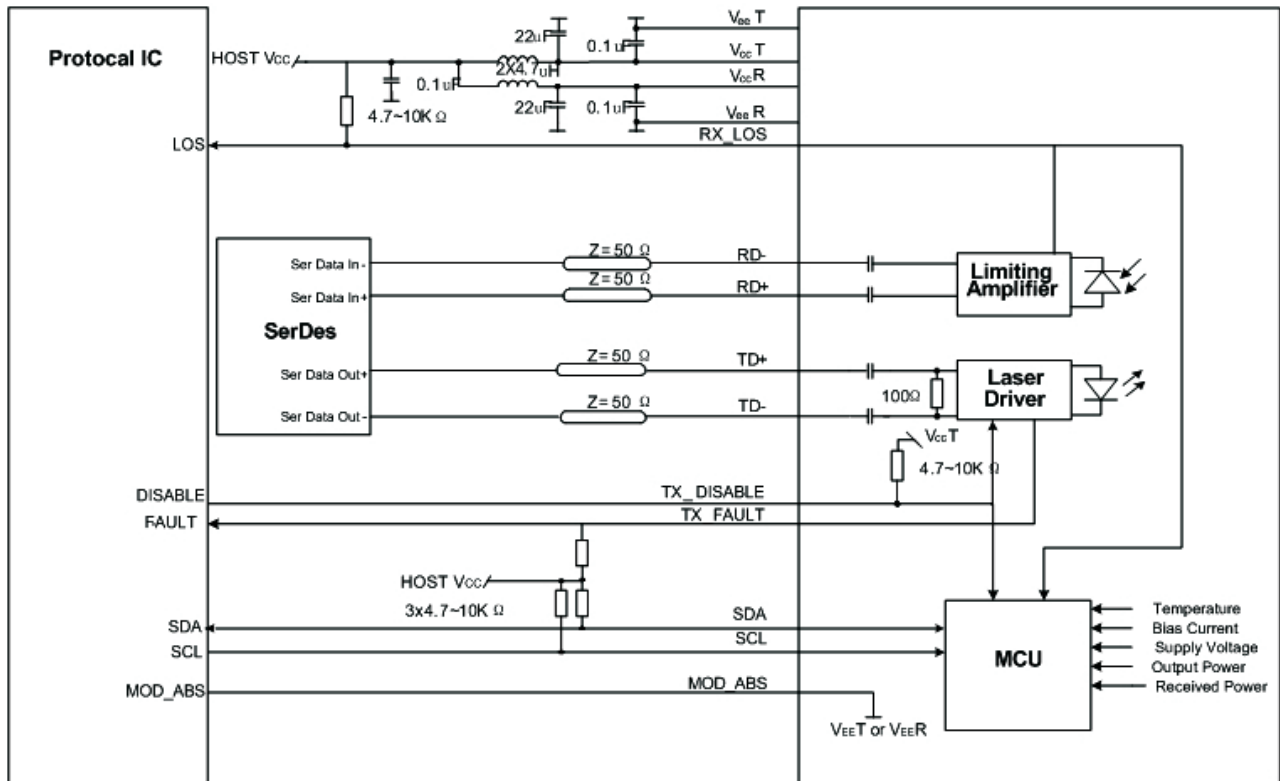 Protocal IC
HOST Vcc
22uF
0.1uF
2X4.7uH
0.1uF
22uF
0.1uF
4.7~10K Ω
VeeT
VccT
VccR
VeeR
LOS
RX_LOS
Ser Data In -
Ser Data In+
SerDes
Ser Data Out+
Ser Data Out -
Z= 50 Ω
Z= 50 Ω
Z= 50 Ω
Z= 50 Ω
RD-
RD+
TD+
TD-
Limiting
Amplifier
100Ω
Laser
Driver
VccT
4.7~10K Ω
DISABLE
TX_DISABLE
FAULT
TX_FAULT
HOST Vcc
3x4.7~10K Ω
SDA
SDA
SCL
SCL
MOD_ABS
MOD_ABS
VEET or VEER
MCU
Temperature
Bias Current
Supply Voltage
Output Power
Received Power